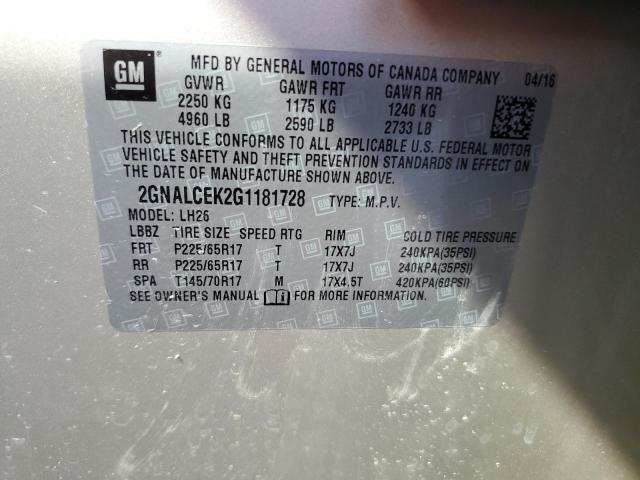 GM ® MFD BY GENERAL MOTORS OF CANADA COMPANY 04/16
GVWR GAWR FRT GAWR RR
2250 KG 1175 KG 1240 KG
4960 LB 2590 LB 2733 LB
THIS VEHICLE CONFORMS TO ALL APPLICABLE U.S. FEDERAL MOTOR
VEHICLE SAFETY AND THEFT PREVENTION STANDARDS IN EFFECT ON
THE DATE OF MANUFACTURE SHOWN ABOVE.
2GNALCEK2G1181728 TYPE: M.P.V.
MODEL: LH26
LBBZ TIRE SIZE SPEED RTG RIM COLD TIRE PRESSURE
FRT P225/65R17 T 17X7J 240KPA(35PSI)
RR P225/65R17 T 17X7J 240KPA(35PSI)
SPA T145/70R17 M 17X4.5T 420KPA(60PSI)
SEE OWNER'S MANUAL FOR MORE INFORMATION.